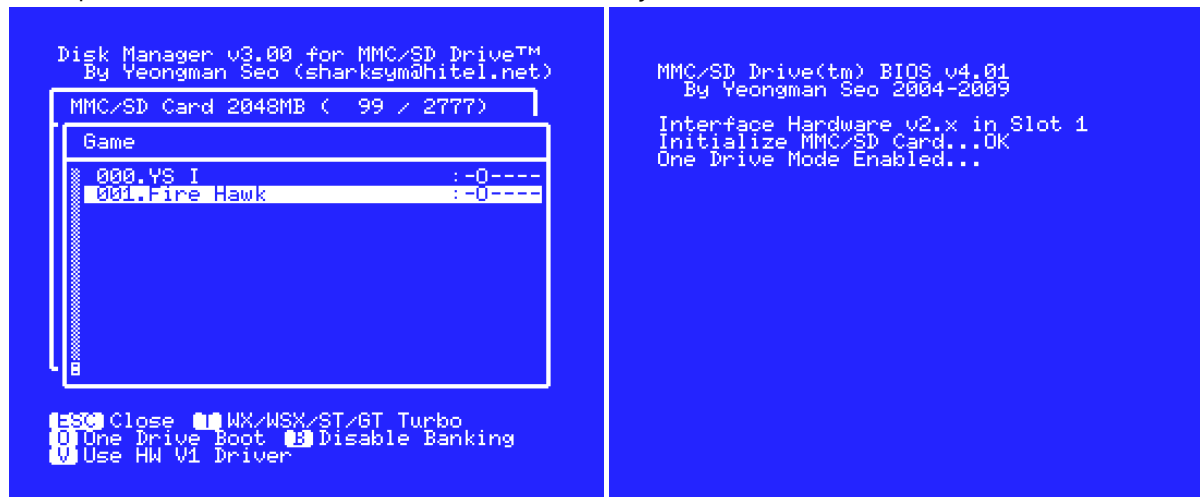 Disk Manager v3.00 for MMC/SD Drive™
By Yeongman Seo (sharksym@hitel.net)
MMC/SD Card 2048MB (  99 / 2777)
Game
000.YS I :-O----
001.Fire Hawk :-O----
ESC Close T WX/WSX/ST/GT Turbo
O One Drive Boot B Disable Banking
V Use HW V1 Driver
MMC/SD Drive(tm) BIOS v4.01
By Yeongman Seo 2004-2009
Interface Hardware v2.x in Slot 1
Initialize MMC/SD Card...OK
One Drive Mode Enabled...